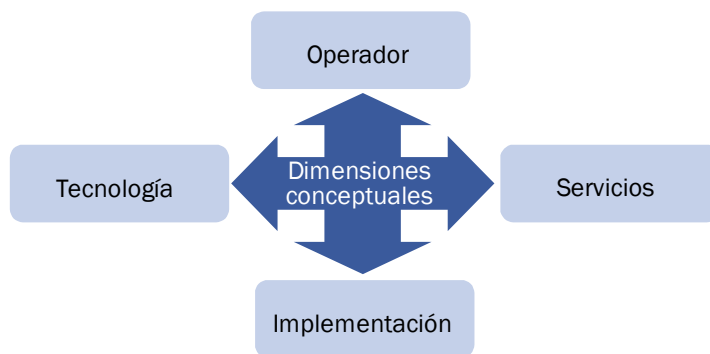 Operador
Tecnología
Dimensiones
conceptuales
Servicios
Implementación